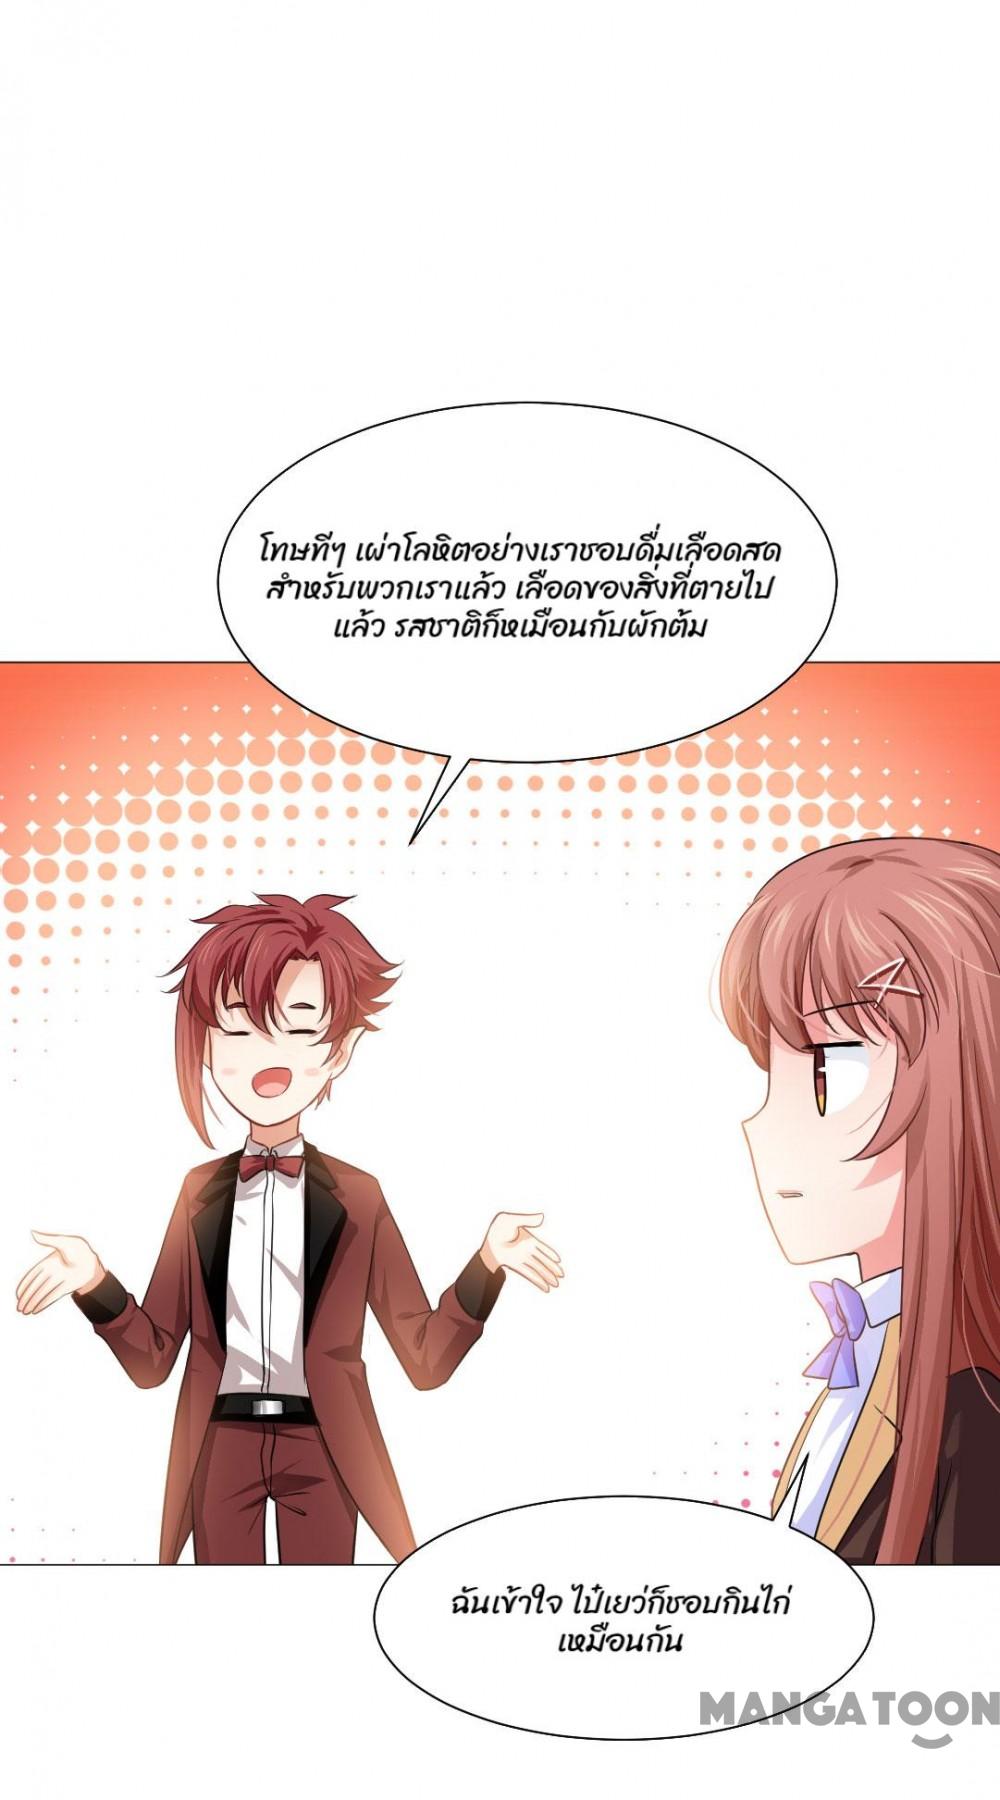 โทษทีๆ เผ่าโลหิตอย่างเราชอบดื่มเลือดสด
สำหรับพวกเราแล้ว เลือดของสิ่งที่ตายไป
แล้ว รสชาติก็เหมือนกับผักต้ม
ฉันเข้าใจ ไป๋เยว่ก็ชอบกินไก่
เหมือนกัน
MANGATOON